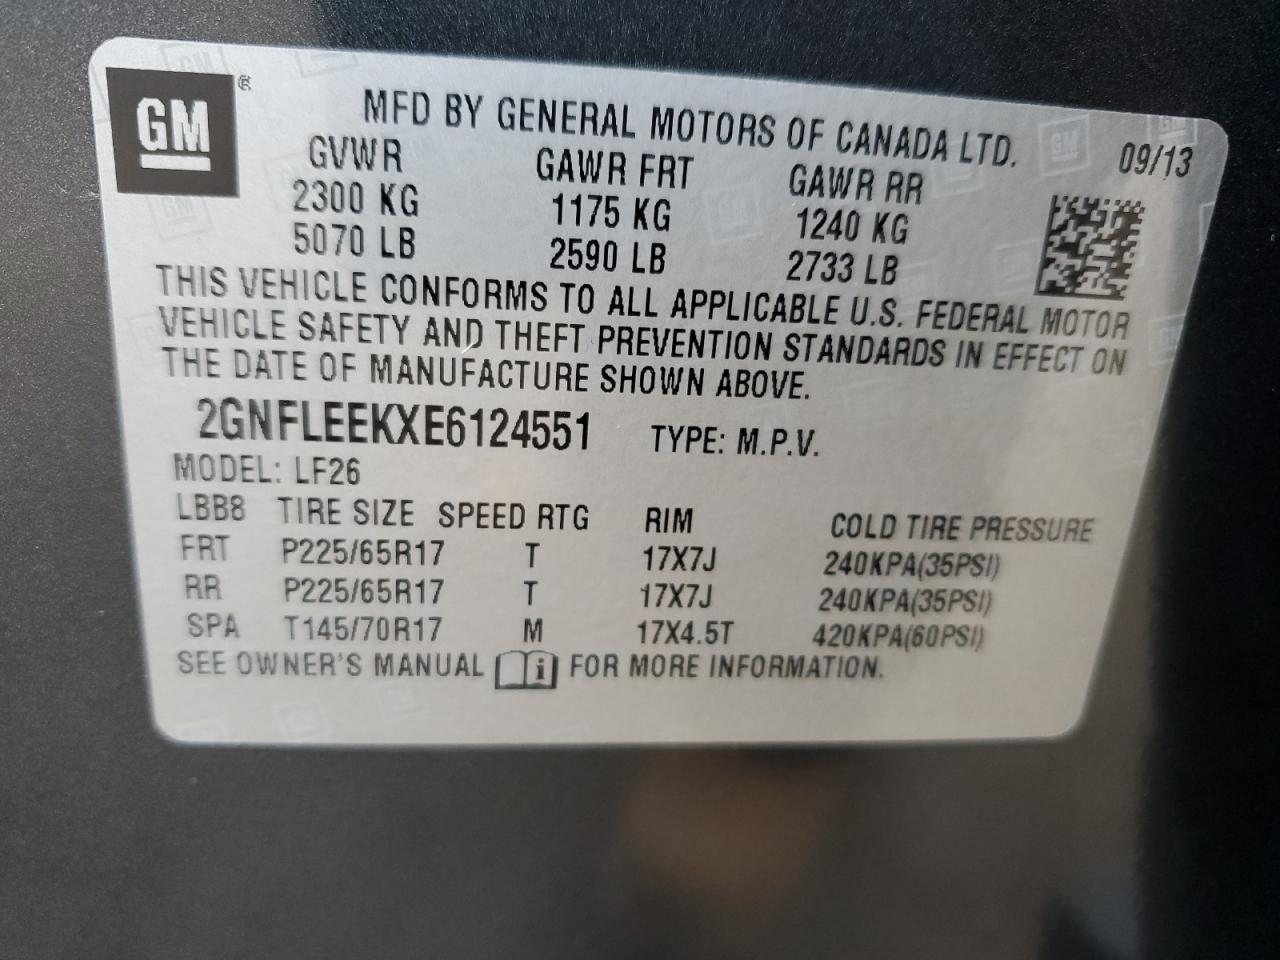 GM ®
MFD BY GENERAL MOTORS OF CANADA LTD.
09/13
GVWR GAWR FRT GAWR RR
2300 KG 1175 KG 1240 KG
5070 LB 2590 LB 2733 LB
THIS VEHICLE CONFORMS TO ALL APPLICABLE U.S. FEDERAL MOTOR
VEHICLE SAFETY AND THEFT PREVENTION STANDARDS IN EFFECT ON
THE DATE OF MANUFACTURE SHOWN ABOVE.
2GNFLEEKXE6124551 TYPE: M.P.V.
MODEL: LF26
LBB8 TIRE SIZE SPEED RTG RIM COLD TIRE PRESSURE
FRT P225/65R17 T 17X7J 240KPA(35PSI)
RR P225/65R17 T 17X7J 240KPA(35PSI)
SPA T145/70R17 M 17X4.5T 420KPA(60PSI)
SEE OWNER'S MANUAL i FOR MORE INFORMATION.